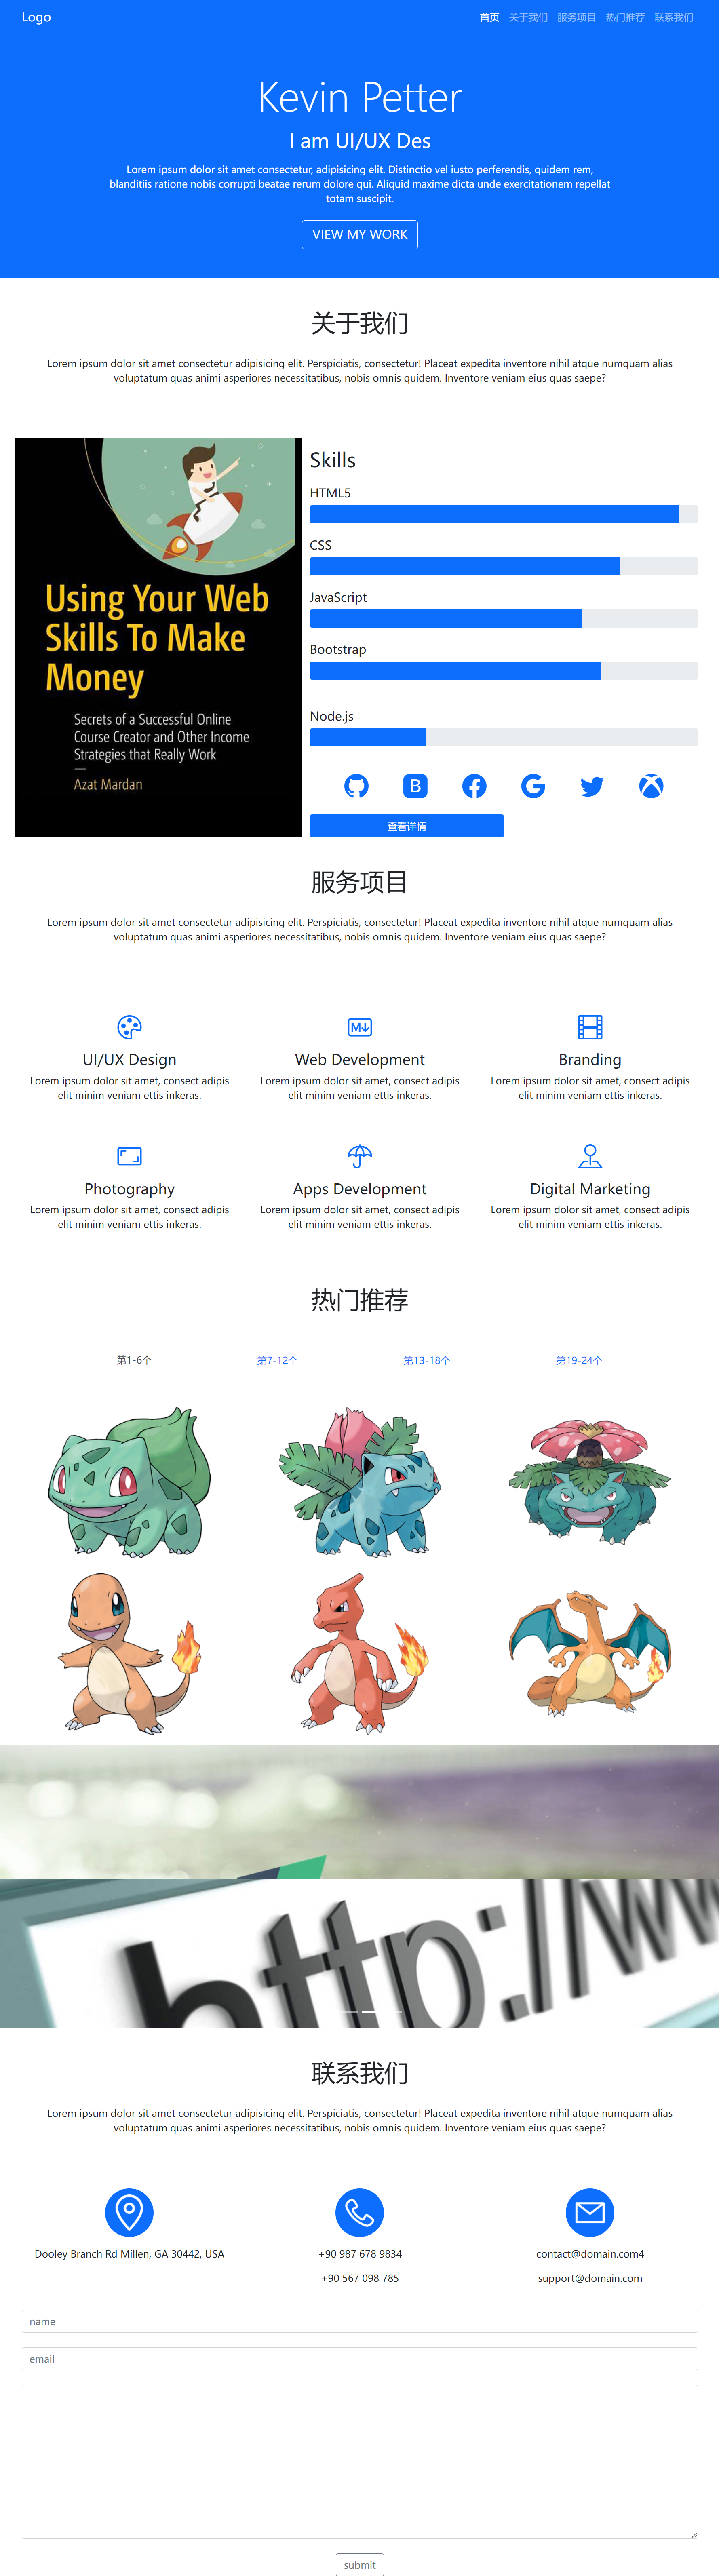 Logo
首页 关于我们 服务项目 热门推荐 联系我们
Kevin Petter
I am UI/UX Des
Lorem ipsum dolor sit amet consectetur, adipisicing elit. Distinctio vel iusto perferendis, quidem rem,
blanditiis ratione nobis corrupti beatae rerum dolore qui. Aliquid maxime dicta unde exercitationem repellat
totam suscipit.
VIEW MY WORK
关于我们
Lorem ipsum dolor sit amet consectetur adipisicing elit. Perspiciatis, consectetur! Placeat expedita inventore nihil atque numquam alias
voluptatum quas animi asperiores necessitatibus, nobis omnis quidem. Inventore veniam eius quas saepe?
Using Your Web
Skills To Make
Money
Secrets of a Successful Online
Course Creator and Other Income
Strategies that Really Work
Azat Mardan
Skills
HTML5
CSS
JavaScript
Bootstrap
Node.js
B
查看详情
服务项目
Lorem ipsum dolor sit amet consectetur adipisicing elit. Perspiciatis, consectetur! Placeat expedita inventore nihil atque numquam alias
voluptatum quas animi asperiores necessitatibus, nobis omnis quidem. Inventore veniam eius quas saepe?
M
UI/UX Design Web Development Branding
Lorem ipsum dolor sit amet, consect adipis Lorem ipsum dolor sit amet, consect adipis Lorem ipsum dolor sit amet, consect adipis
elit minim veniam ettis inkeras. elit minim veniam ettis inkeras. elit minim veniam ettis inkeras.
Photography Apps Development Digital Marketing
Lorem ipsum dolor sit amet, consect adipis Lorem ipsum dolor sit amet, consect adipis Lorem ipsum dolor sit amet, consect adipis
elit minim veniam ettis inkeras. elit minim veniam ettis inkeras. elit minim veniam ettis inkeras.
热门推荐
第1-6个 第7-12个 第13-18个 第19-24个
http://w
联系我们
Lorem ipsum dolor sit amet consectetur adipisicing elit. Perspiciatis, consectetur! Placeat expedita inventore nihil atque numquam alias
voluptatum quas animi asperiores necessitatibus, nobis omnis quidem. Inventore veniam eius quas saepe?
Dooley Branch Rd Millen, GA 30442, USA +90 987 678 9834 contact@domain.com4
+90 567 098 785 support@domain.com
name
email
submit